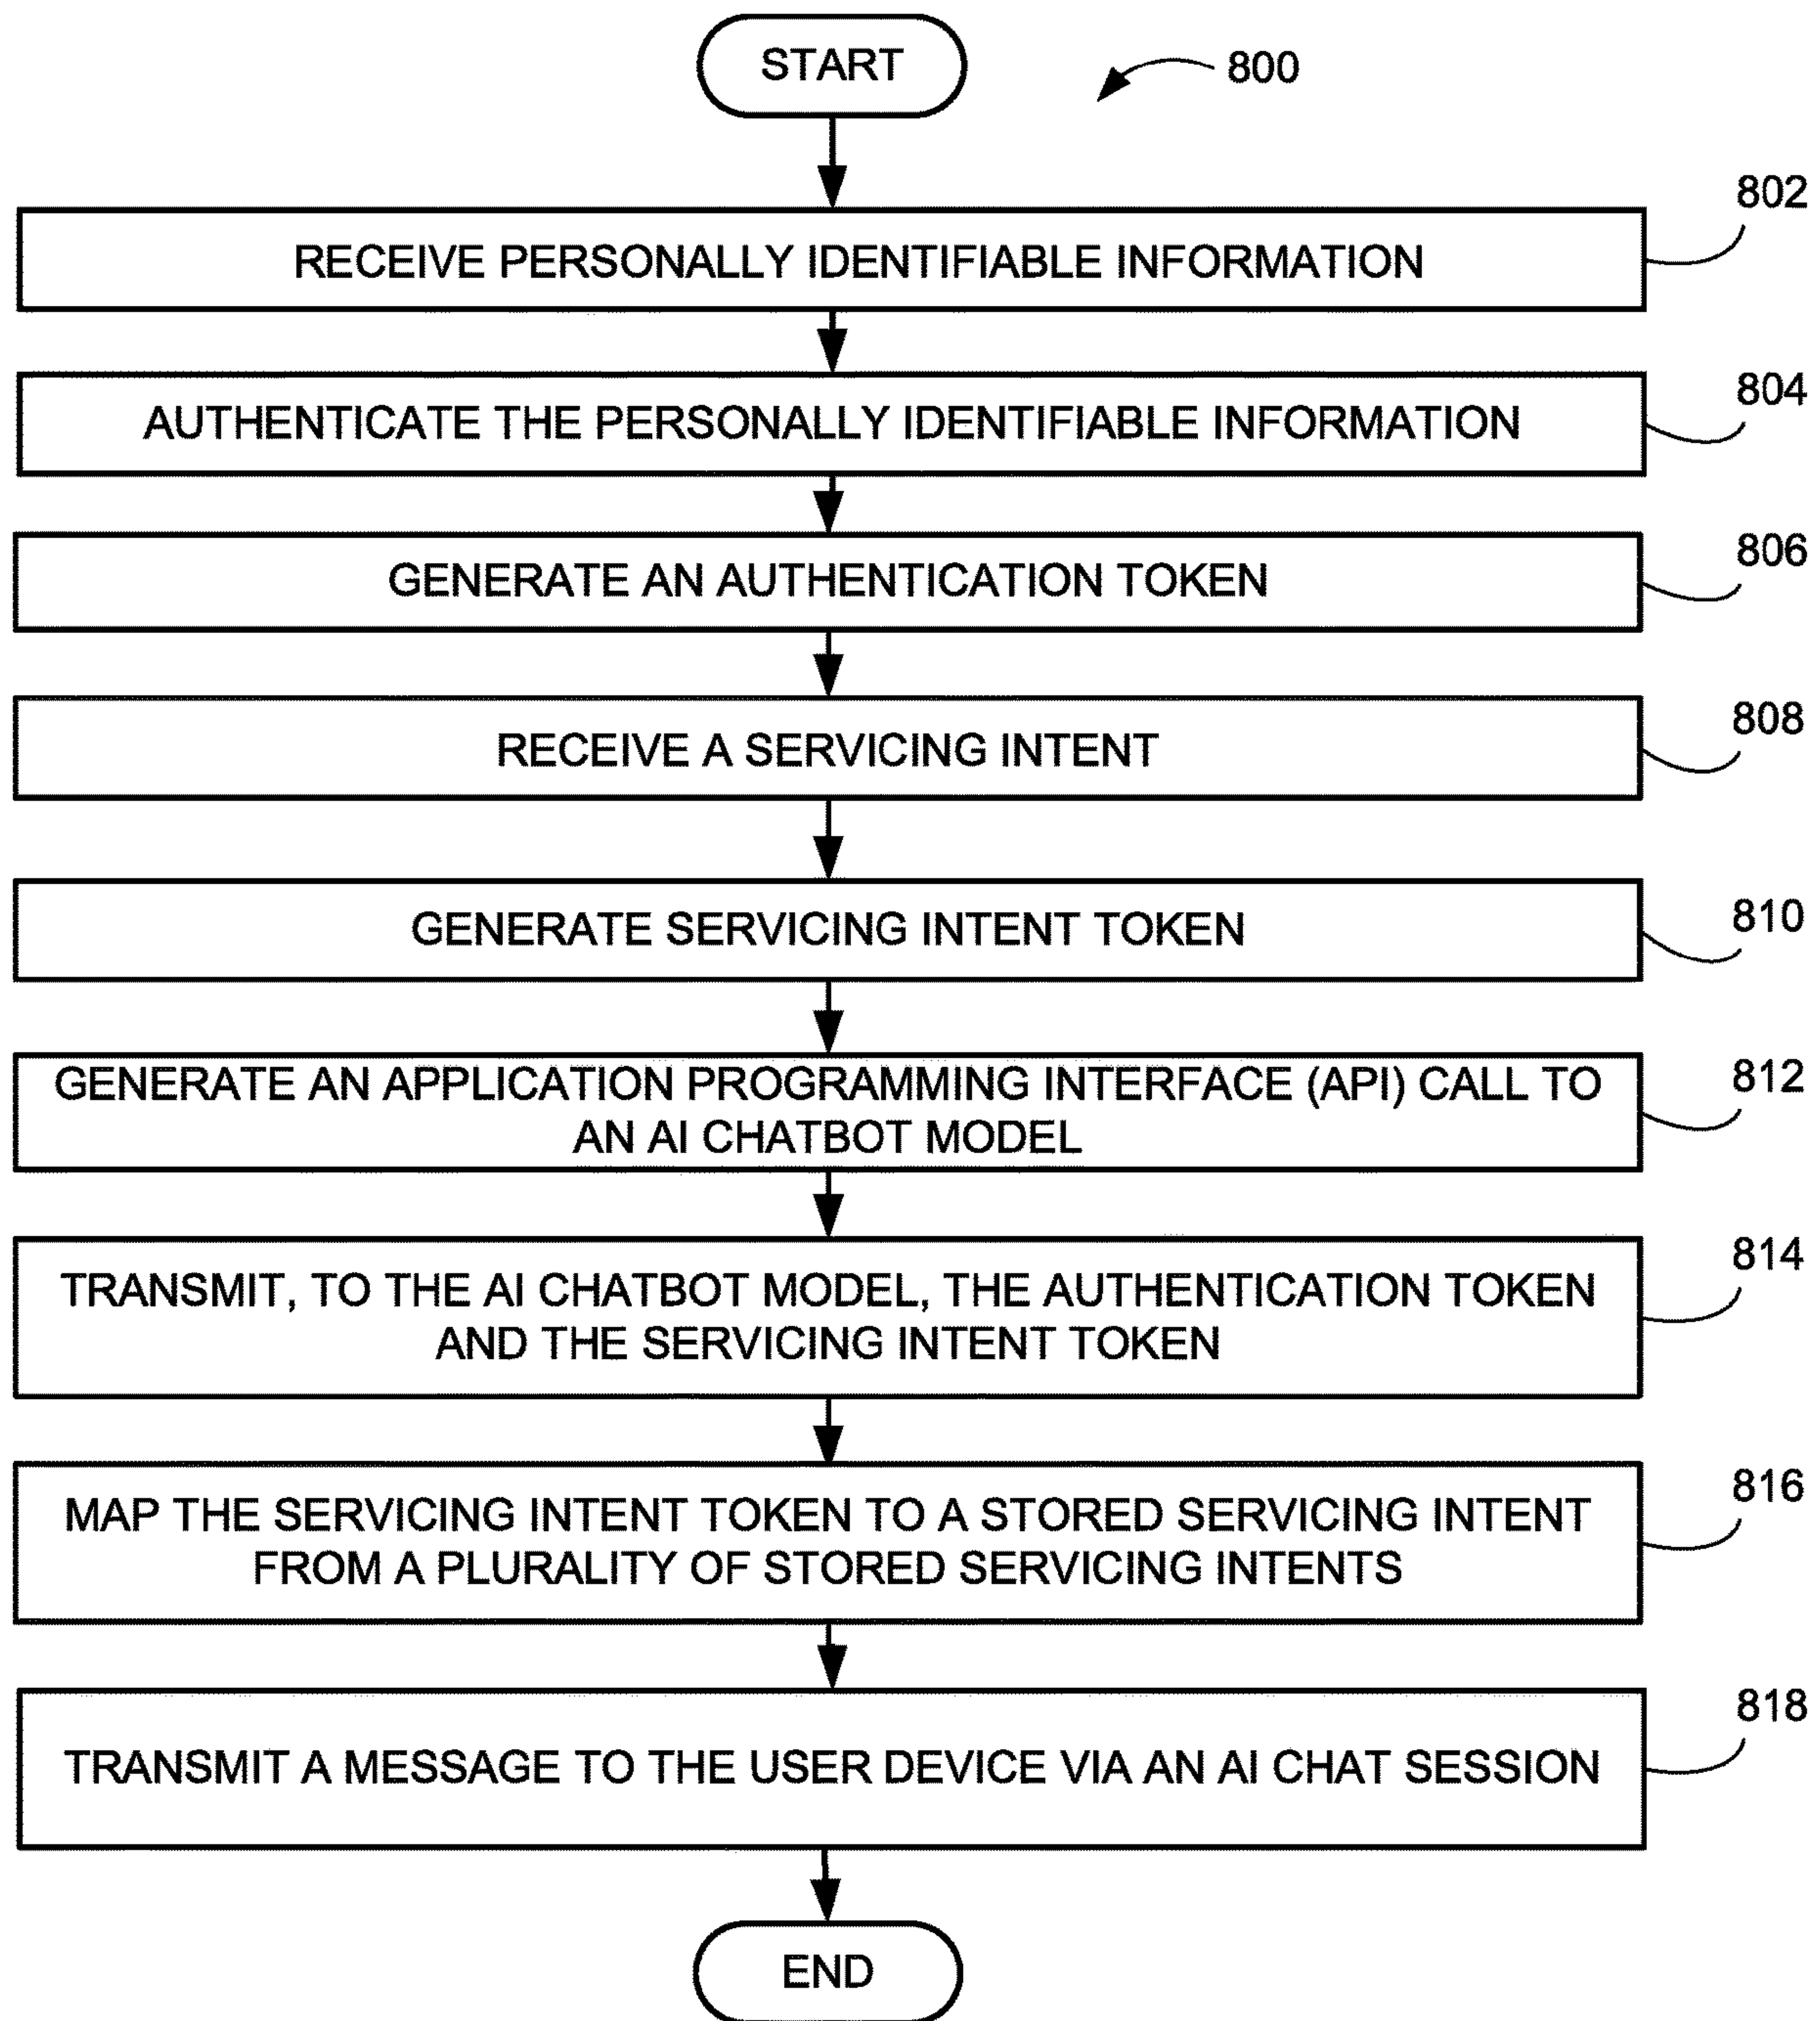 START
800
802
RECEIVE PERSONALLY IDENTIFIABLE INFORMATION
804
AUTHENTICATE THE PERSONALLY IDENTIFIABLE INFORMATION
806
GENERATE AN AUTHENTICATION TOKEN
808
RECEIVE A SERVICING INTENT
810
GENERATE SERVICING INTENT TOKEN
812
GENERATE AN APPLICATION PROGRAMMING INTERFACE (API) CALL TO
AN AI CHATBOT MODEL
814
TRANSMIT, TO THE AI CHATBOT MODEL, THE AUTHENTICATION TOKEN
AND THE SERVICING INTENT TOKEN
816
MAP THE SERVICING INTENT TOKEN TO A STORED SERVICING INTENT
FROM A PLURALITY OF STORED SERVICING INTENTS
818
TRANSMIT A MESSAGE TO THE USER DEVICE VIA AN AI CHAT SESSION
END